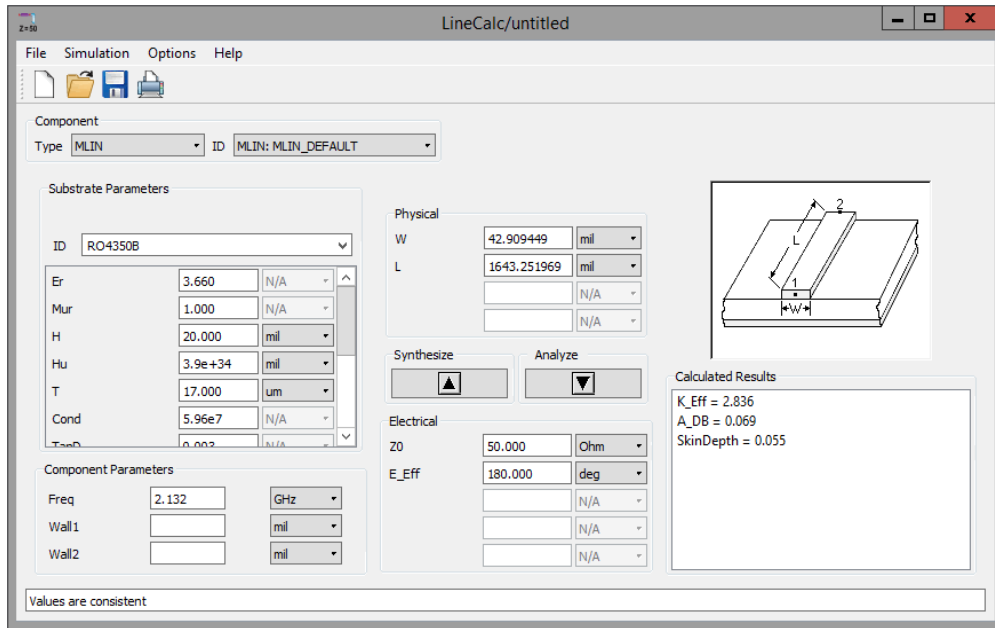 Z=50
LineCalc/untitled
File Simulation Options Help
Component
Type MLIN ID MLIN: MLIN_DEFAULT
Substrate Parameters
ID RO4350B
Er 3.660 N/A
Mur 1.000 N/A
H 20.000 mil
Hu 3.9e+34 mil
T 17.000 um
Cond 5.96e7 N/A
TanD 0.003 N/A
Component Parameters
Freq 2.132 GHz
Wall1 mil
Wall2 mil
Physical
W 42.909449 mil
L 1643.251969 mil
N/A
N/A
Synthesize Analyze
Electrical
Z0 50.000 Ohm
E_Eff 180.000 deg
N/A
N/A
N/A
2
L
1
W
Calculated Results
K_Eff = 2.836
A_DB = 0.069
SkinDepth = 0.055
Values are consistent